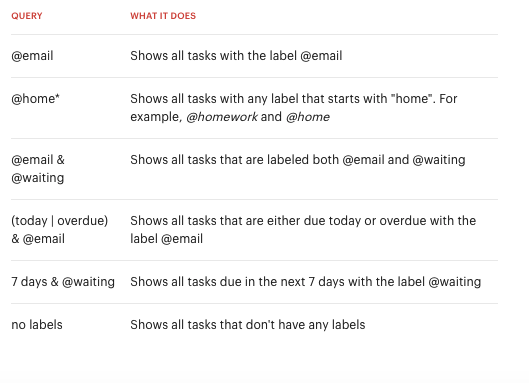 QUERY WHAT IT DOES
@email Shows all tasks with the label @email
@home* Shows all tasks with any label that starts with "home". For
example, @homework and @home
@email & Shows all tasks that are labeled both @email and @waiting
@waiting
(today | overdue) Shows all tasks that are either due today or overdue with the
& @email label @email
7 days & @waiting Shows all tasks due in the next 7 days with the label @waiting
no labels Shows all tasks that don't have any labels